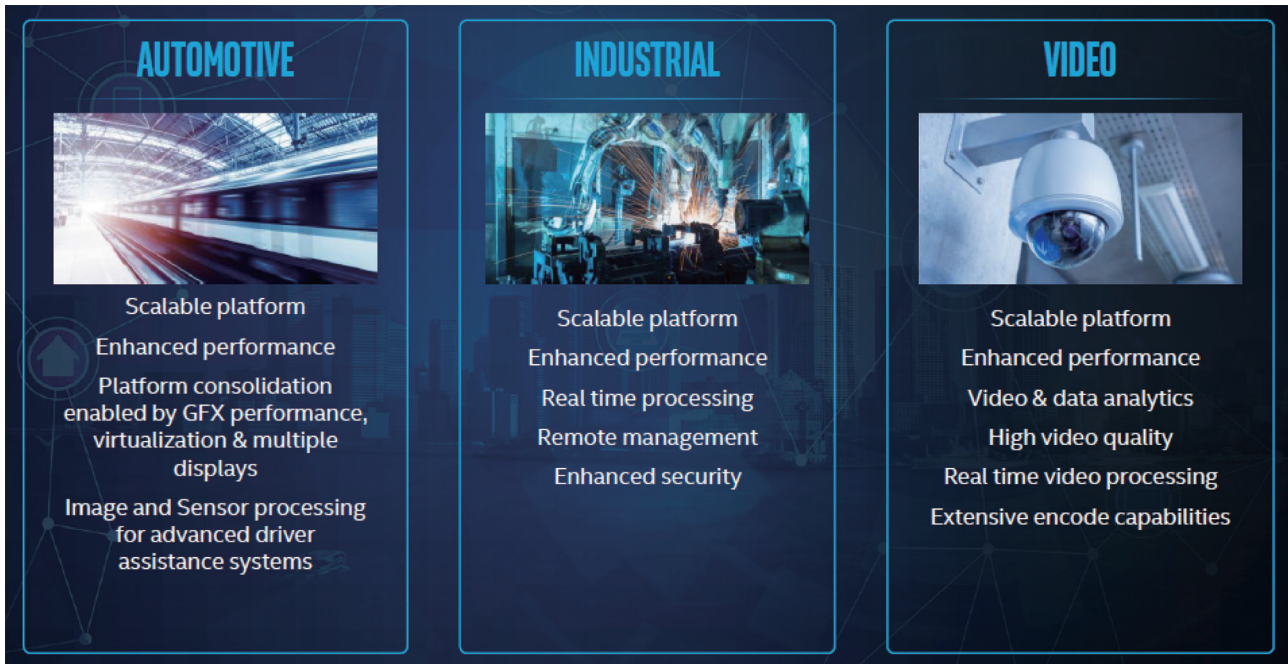 AUTOMOTIVE
Scalable platform
Enhanced performance
Platform consolidation
enabled by GFX performance,
virtualization & multiple
displays
Image and Sensor processing
for advanced driver
assistance systems
INDUSTRIAL
Scalable platform
Enhanced performance
Real time processing
Remote management
Enhanced security
VIDEO
Scalable platform
Enhanced performance
Video & data analytics
High video quality
Real time video processing
Extensive encode capabilities